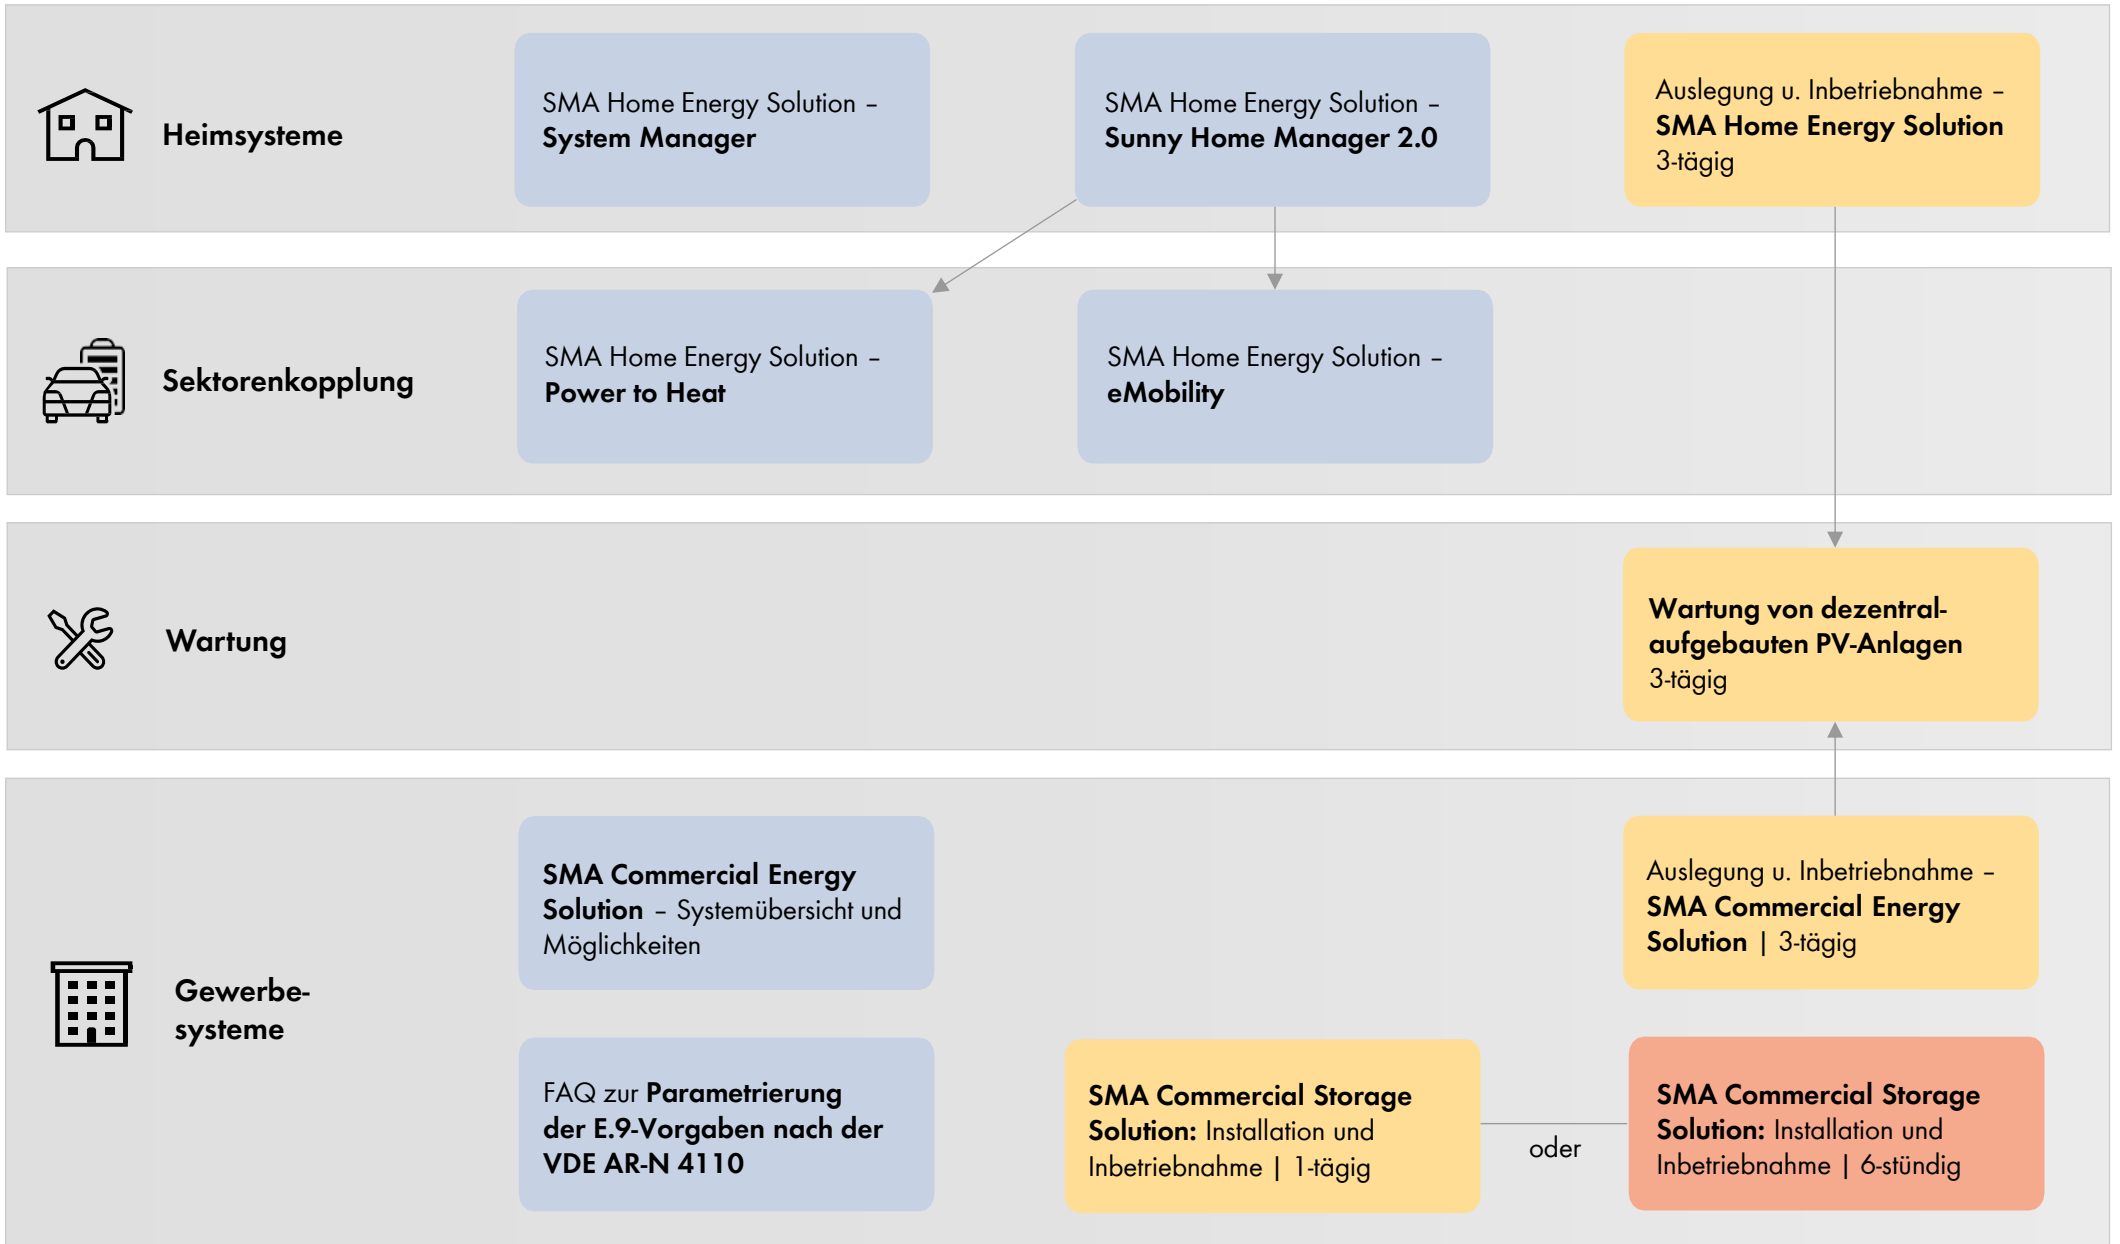 Heimsysteme
SMA Home Energy Solution –
System Manager
SMA Home Energy Solution –
Sunny Home Manager 2.0
Auslegung u. Inbetriebnahme –
SMA Home Energy Solution
3-tägig
Sektorenkopplung
SMA Home Energy Solution –
Power to Heat
SMA Home Energy Solution –
eMobility
Wartung
Wartung von dezentral-
aufgebauten PV-Anlagen
3-tägig
Gewerbe-
systeme
SMA Commercial Energy
Solution – Systemübersicht und
Möglichkeiten
Auslegung u. Inbetriebnahme –
SMA Commercial Energy
Solution | 3-tägig
FAQ zur Parametrierung
der E.9-Vorgaben nach der
VDE AR-N 4110
SMA Commercial Storage
Solution: Installation und
Inbetriebnahme | 1-tägig
oder
SMA Commercial Storage
Solution: Installation und
Inbetriebnahme | 6-stündig